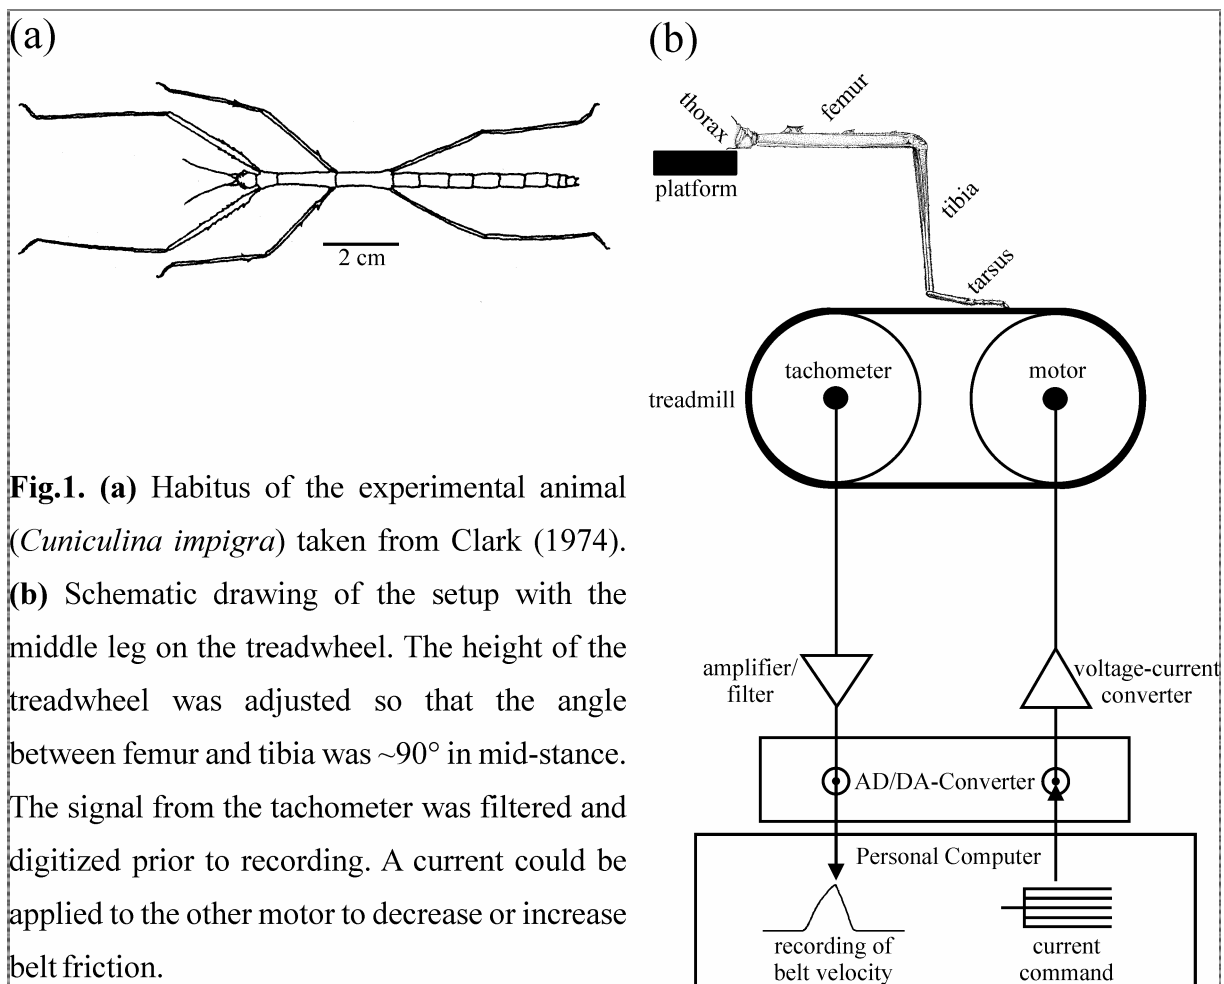 (a)
2 cm
Fig.1. (a) Habitus of the experimental animal
(Cuniculina impigra) taken from Clark (1974).
(b) Schematic drawing of the setup with the
middle leg on the treadwheel. The height of the
treadwheel was adjusted so that the angle
between femur and tibia was ~90° in mid-stance.
The signal from the tachometer was filtered and
digitized prior to recording. A current could be
applied to the other motor to decrease or increase
belt friction.
(b)
thorax
femur
platform
tibia
tarsus
tachometer
motor
treadmill
amplifier/
filter
voltage-current
converter
AD/DA-Converter
Personal Computer
recording of
belt velocity
current
command